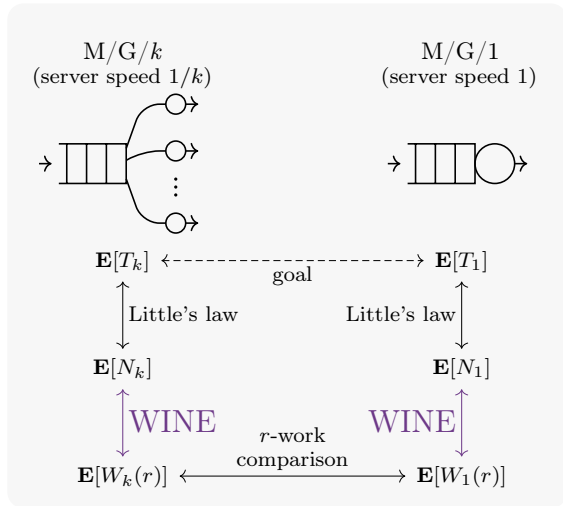 M/G/k
M/G/1
(server speed 1/k)
(server speed 1)
E[T_k]
E[T_1]
goal
Little's law
Little's law
E[N_k]
E[N_1]
WINE
WINE
r-work
comparison
E[W_k(r)]
E[W_1(r)]